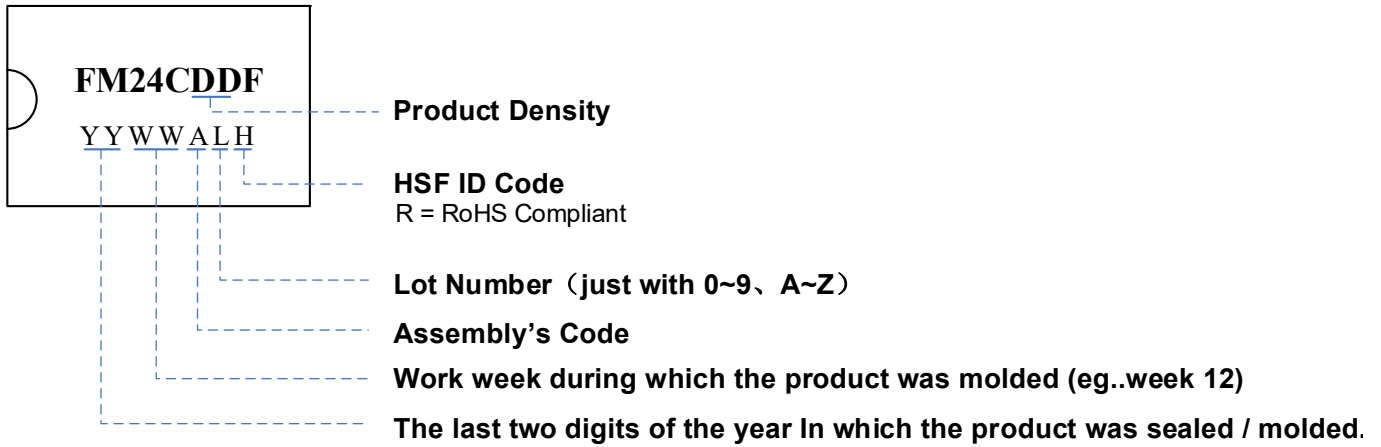 FM24CDDF
YYWWALH
Product Density
HSF ID Code
R = RoHS Compliant
Lot Number（just with 0~9、A~Z）
Assembly’s Code
Work week during which the product was molded (eg..week 12)
The last two digits of the year In which the product was sealed / molded.